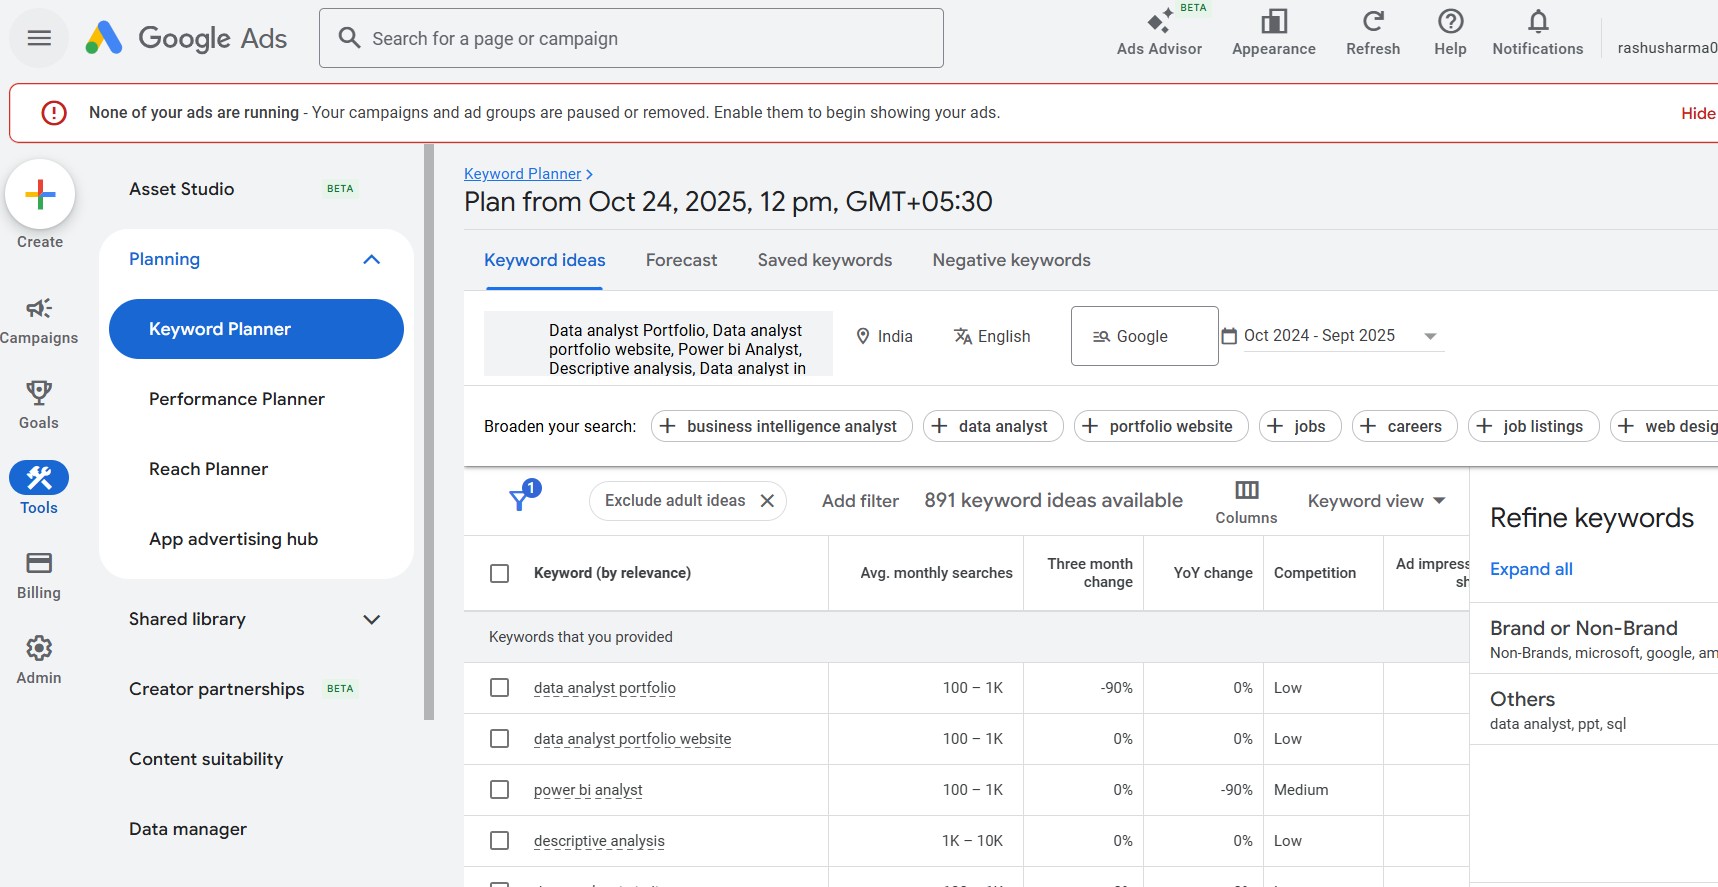 Google Ads
Search for a page or campaign
BETA
Ads Advisor
Appearance
Refresh
Help
Notifications
rashusharma0
None of your ads are running - Your campaigns and ad groups are paused or removed. Enable them to begin showing your ads.
Hide
Create
Campaigns
Goals
Tools
Billing
Admin
Asset Studio BETA
Planning
Keyword Planner
Performance Planner
Reach Planner
App advertising hub
Shared library
Creator partnerships BETA
Content suitability
Data manager
Keyword Planner
Plan from Oct 24, 2025, 12 pm, GMT+05:30
Keyword ideas Forecast Saved keywords Negative keywords
Data analyst Portfolio, Data analyst
portfolio website, Power bi Analyst,
Descriptive analysis, Data analyst in
India
English
Google
Oct 2024 - Sept 2025
Broaden your search: business intelligence analyst data analyst portfolio website jobs careers job listings web desig
1
Exclude adult ideas
Add filter
891 keyword ideas available
Columns
Keyword view
Keyword (by relevance)
Avg. monthly searches
Three month
change
YoY change
Competition
Ad impress
sh
Keywords that you provided
data analyst portfolio 100 – 1K -90% 0% Low
data analyst portfolio website 100 – 1K 0% 0% Low
power bi analyst 100 – 1K 0% -90% Medium
descriptive analysis 1K – 10K 0% 0% Low
Refine keywords
Expand all
Brand or Non-Brand
Non-Brands, microsoft, google, am
Others
data analyst, ppt, sql